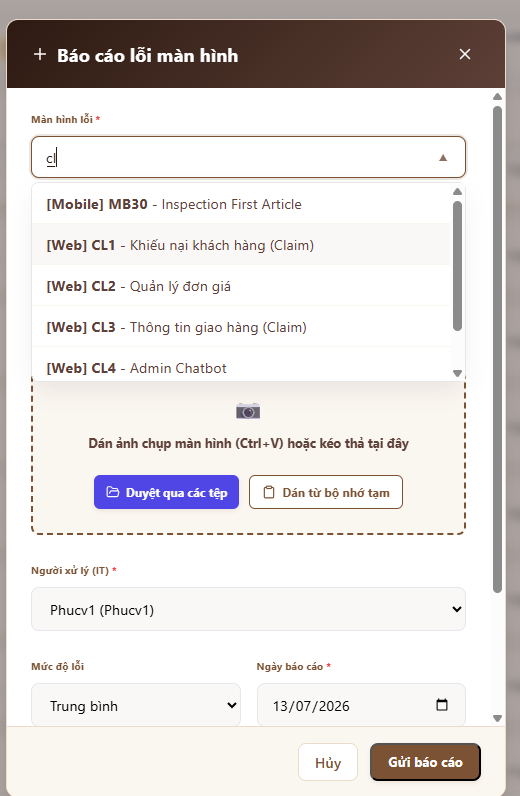 + Báo cáo lỗi màn hình ×
Màn hình lỗi *
cl
[Mobile] MB30 - Inspection First Article
[Web] CL1 - Khiếu nại khách hàng (Claim)
[Web] CL2 - Quản lý đơn giá
[Web] CL3 - Thông tin giao hàng (Claim)
[Web] CL4 - Admin Chatbot
Dán ảnh chụp màn hình (Ctrl+V) hoặc kéo thả tại đây
Duyệt qua các tệp
Dán từ bộ nhớ tạm
Người xử lý (IT) *
Phucv1 (Phucv1)
Mức độ lỗi
Ngày báo cáo *
Trung bình
13/07/2026
Hủy
Gửi báo cáo